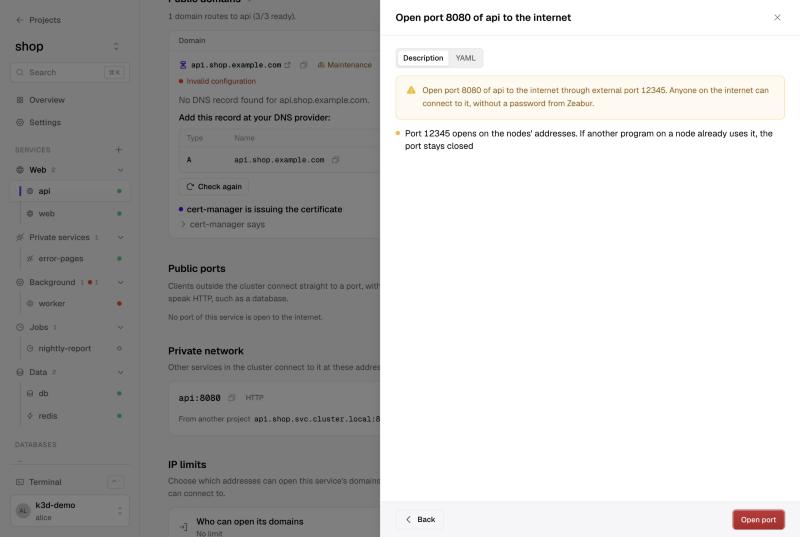 Projects
shop
Search
⌘K
Overview
Settings
SERVICES
Web 2
api
web
Private services 1
error-pages
Background 1 1
worker
Jobs 1
nightly-report
Data 2
db
redis
DATABASES
Terminal
AL
k3d-demo
alice
1 domain routes to api (3/3 ready).
Domain
api.shop.example.com
Maintenance
Invalid configuration
No DNS record found for api.shop.example.com.
Add this record at your DNS provider:
Type Name
A api.shop.example.com
Check again
cert-manager is issuing the certificate
cert-manager says
Public ports
Clients outside the cluster connect straight to a port, with
speak HTTP, such as a database.
No port of this service is open to the internet.
Private network
Other services in the cluster connect to it at these addres
api:8080 HTTP
From another project api.shop.svc.cluster.local:8
IP limits
Choose which addresses can open this service's domains
can connect to.
Who can open its domains
No limit
Open port 8080 of api to the internet
Description YAML
Open port 8080 of api to the internet through external port 12345. Anyone on the internet can
connect to it, without a password from Zeabur.
Port 12345 opens on the nodes' addresses. If another program on a node already uses it, the
port stays closed
Back
Open port